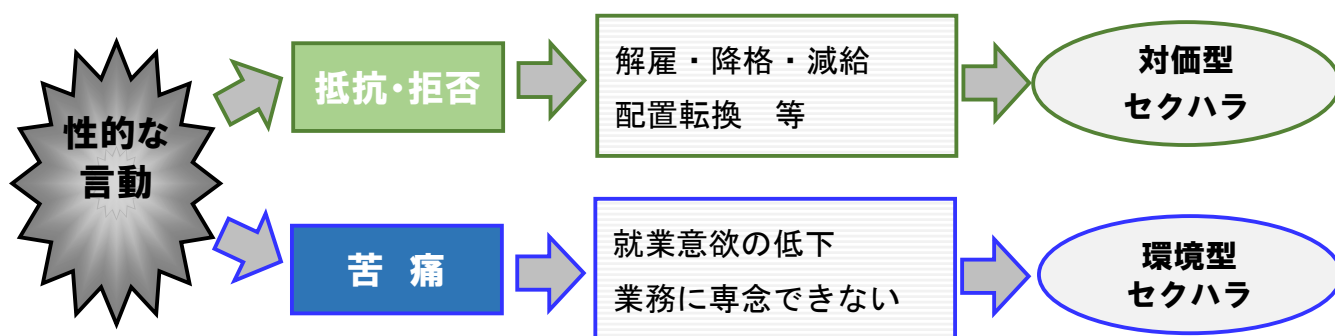 性的な
言動
抵抗・拒否
解雇・降格・減給
配置転換　等
対価型
セクハラ
苦 痛
就業意欲の低下
業務に専念できない
環境型
セクハラ